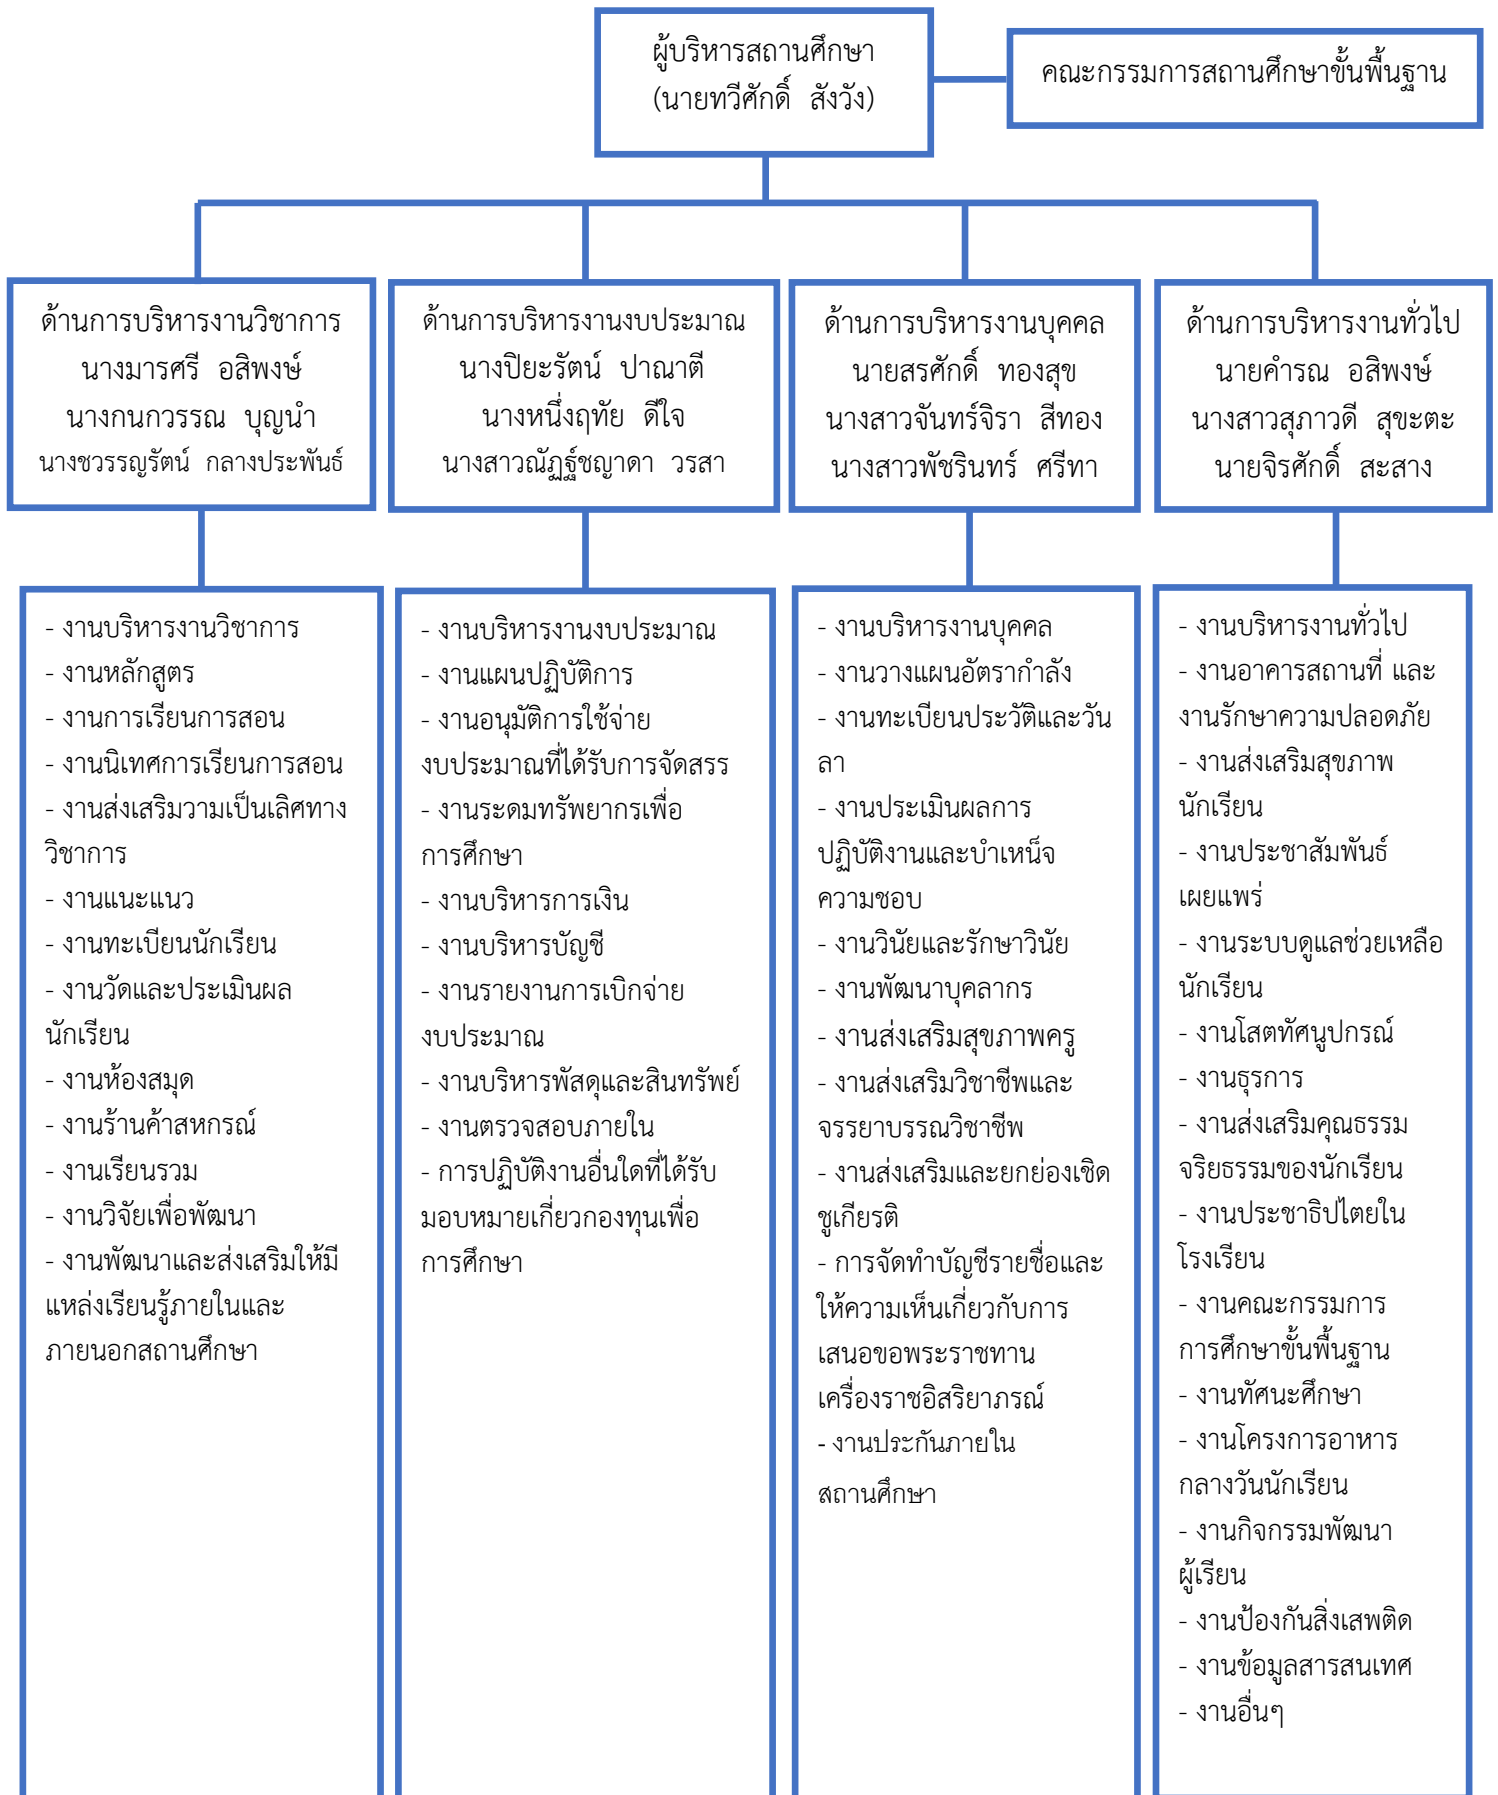 ผู้บริหารสถานศึกษา
(นายทวีศักดิ์ สังวัง)
คณะกรรมการสถานศึกษาขั้นพื้นฐาน
ด้านการบริหารงานวิชาการ
นางมารศรี อสิพงษ์
นางกนกวรรณ บุญนำ
นางชวรรญรัตน์ กลางประพันธ์
ด้านการบริหารงานงบประมาณ
นางปิยะรัตน์ ปาณาตี
นางหนึ่งฤทัย ดีใจ
นางสาวณัฏฐ์ชญาดา วรสา
ด้านการบริหารงานบุคคล
นายสรศักดิ์ ทองสุข
นางสาวจันทร์จิรา สีทอง
นางสาวพัชรินทร์ ศรีทา
ด้านการบริหารงานทั่วไป
นายคำรณ อสิพงษ์
นางสาวสุภาวดี สุขะตะ
นายจิรศักดิ์ สะสาง
- งานบริหารงานวิชาการ
- งานหลักสูตร
- งานการเรียนการสอน
- งานนิเทศการเรียนการสอน
- งานส่งเสริมวามเป็นเลิศทาง
วิชาการ
- งานแนะแนว
- งานทะเบียนนักเรียน
- งานวัดและประเมินผล
นักเรียน
- งานห้องสมุด
- งานร้านค้าสหกรณ์
- งานเรียนรวม
- งานวิจัยเพื่อพัฒนา
- งานพัฒนาและส่งเสริมให้มี
แหล่งเรียนรู้ภายในและ
ภายนอกสถานศึกษา
- งานบริหารงานงบประมาณ
- งานแผนปฏิบัติการ
- งานอนุมัติการใช้จ่าย
งบประมาณที่ได้รับการจัดสรร
- งานระดมทรัพยากรเพื่อ
การศึกษา
- งานบริหารการเงิน
- งานบริหารบัญชี
- งานรายงานการเบิกจ่าย
งบประมาณ
- งานบริหารพัสดุและสินทรัพย์
- งานตรวจสอบภายใน
- การปฏิบัติงานอื่นใดที่ได้รับ
มอบหมายเกี่ยวกองทุนเพื่อ
การศึกษา
- งานบริหารงานบุคคล
- งานวางแผนอัตรากำลัง
- งานทะเบียนประวัติและวัน
ลา
- งานประเมินผลการ
ปฏิบัติงานและบำเหน็จ
ความชอบ
- งานวินัยและรักษาวินัย
- งานพัฒนาบุคลากร
- งานส่งเสริมสุขภาพครู
- งานส่งเสริมวิชาชีพและ
จรรยาบรรณวิชาชีพ
- งานส่งเสริมและยกย่องเชิด
ชูเกียรติ
- การจัดทำบัญชีรายชื่อและ
ให้ความเห็นเกี่ยวกับการ
เสนอขอพระราชทาน
เครื่องราชอิสริยาภรณ์
- งานประกันภายใน
สถานศึกษา
- งานบริหารงานทั่วไป
- งานอาคารสถานที่ และ
งานรักษาความปลอดภัย
- งานส่งเสริมสุขภาพ
นักเรียน
- งานประชาสัมพันธ์
เผยแพร่
- งานระบบดูแลช่วยเหลือ
นักเรียน
- งานโสตทัศนูปกรณ์
- งานธุรการ
- งานส่งเสริมคุณธรรม
จริยธรรมของนักเรียน
- งานประชาธิปไตยใน
โรงเรียน
- งานคณะกรรมการ
การศึกษาขั้นพื้นฐาน
- งานทัศนะศึกษา
- งานโครงการอาหาร
กลางวันนักเรียน
- งานกิจกรรมพัฒนา
ผู้เรียน
- งานป้องกันสิ่งเสพติด
- งานข้อมูลสารสนเทศ
- งานอื่นๆ